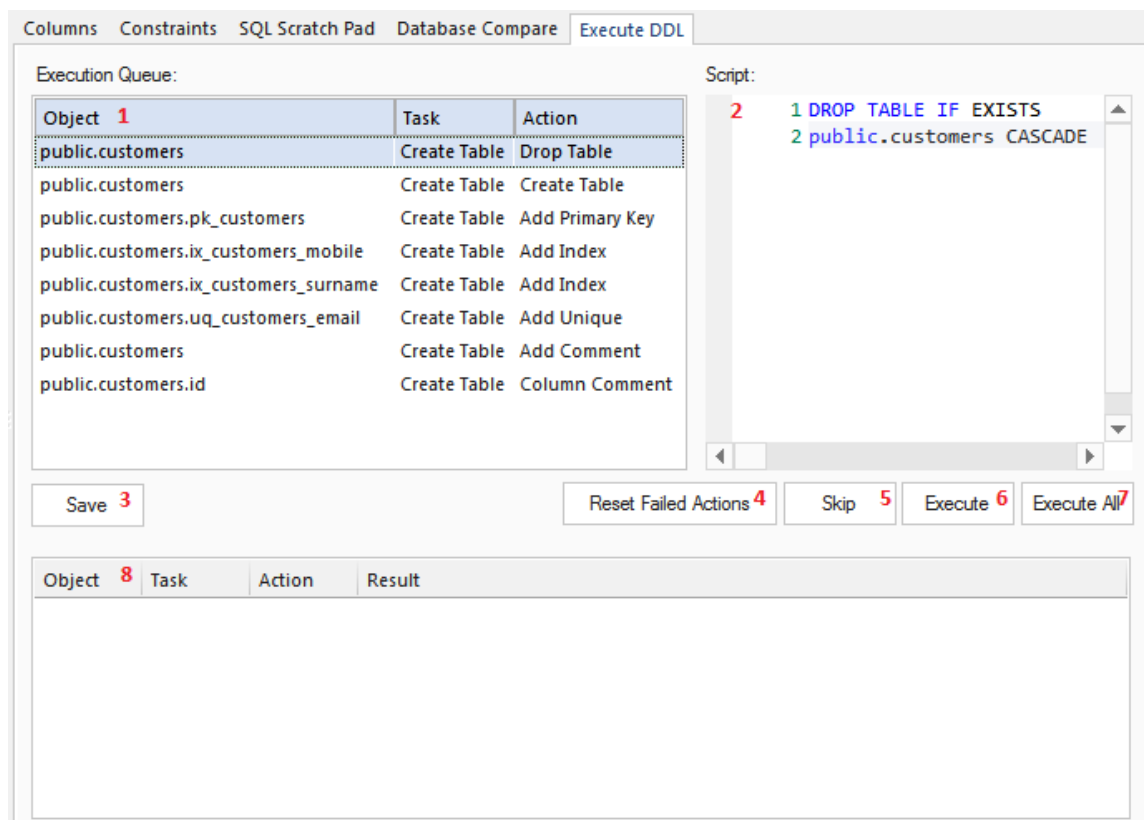 Columns Constraints SQL Scratch Pad Database Compare Execute DDL
Execution Queue:
Object 1 Task Action
public.customers Create Table Drop Table
public.customers Create Table Create Table
public.customers.pk_customers Create Table Add Primary Key
public.customers.ix_customers_mobile Create Table Add Index
public.customers.ix_customers_surname Create Table Add Index
public.customers.uq_customers_email Create Table Add Unique
public.customers Create Table Add Comment
public.customers.id Create Table Column Comment
Script:
2 1 DROP TABLE IF EXISTS
2 public.customers CASCADE
Save 3 Reset Failed Actions 4 Skip 5 Execute 6 Execute All 7
Object 8 Task Action Result